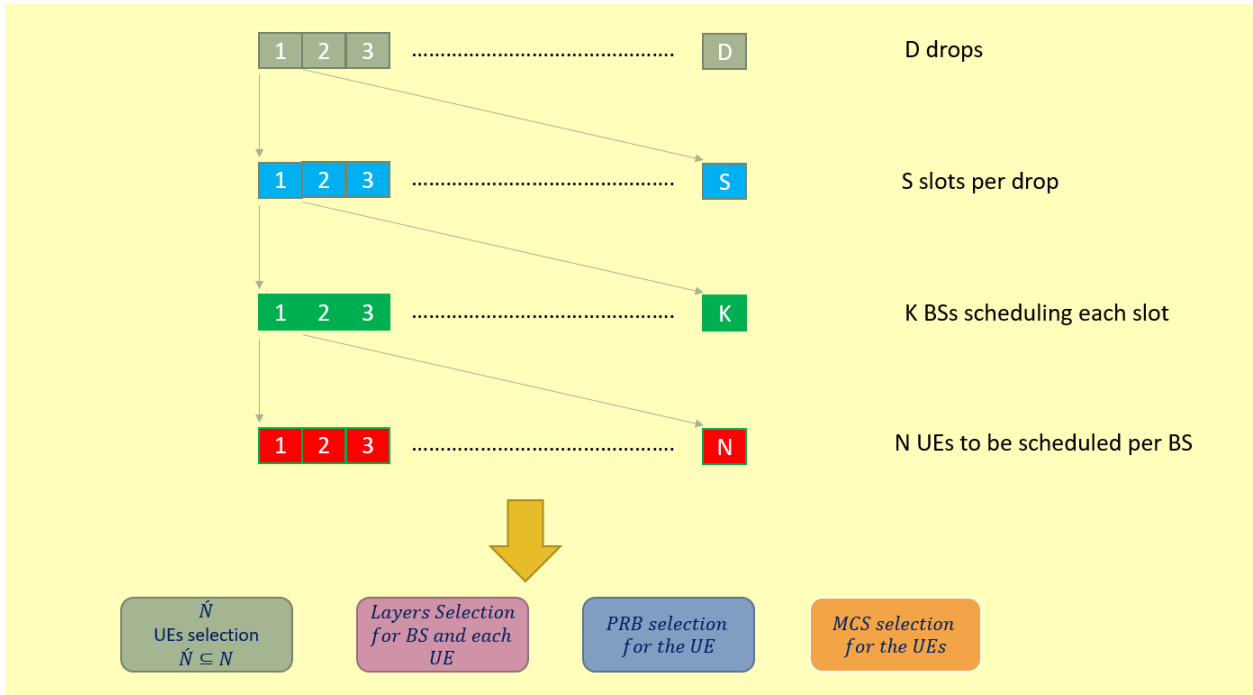 1 2 3 ............................................ D D drops
1 2 3 ............................................ S S slots per drop
1 2 3 ............................................ K K BSs scheduling each slot
1 2 3 ............................................ N N UEs to be scheduled per BS
Ń
UEs selection
Ń ⊆ N
Layers Selection
for BS and each
UE
PRB selection
for the UE
MCS selection
for the UEs